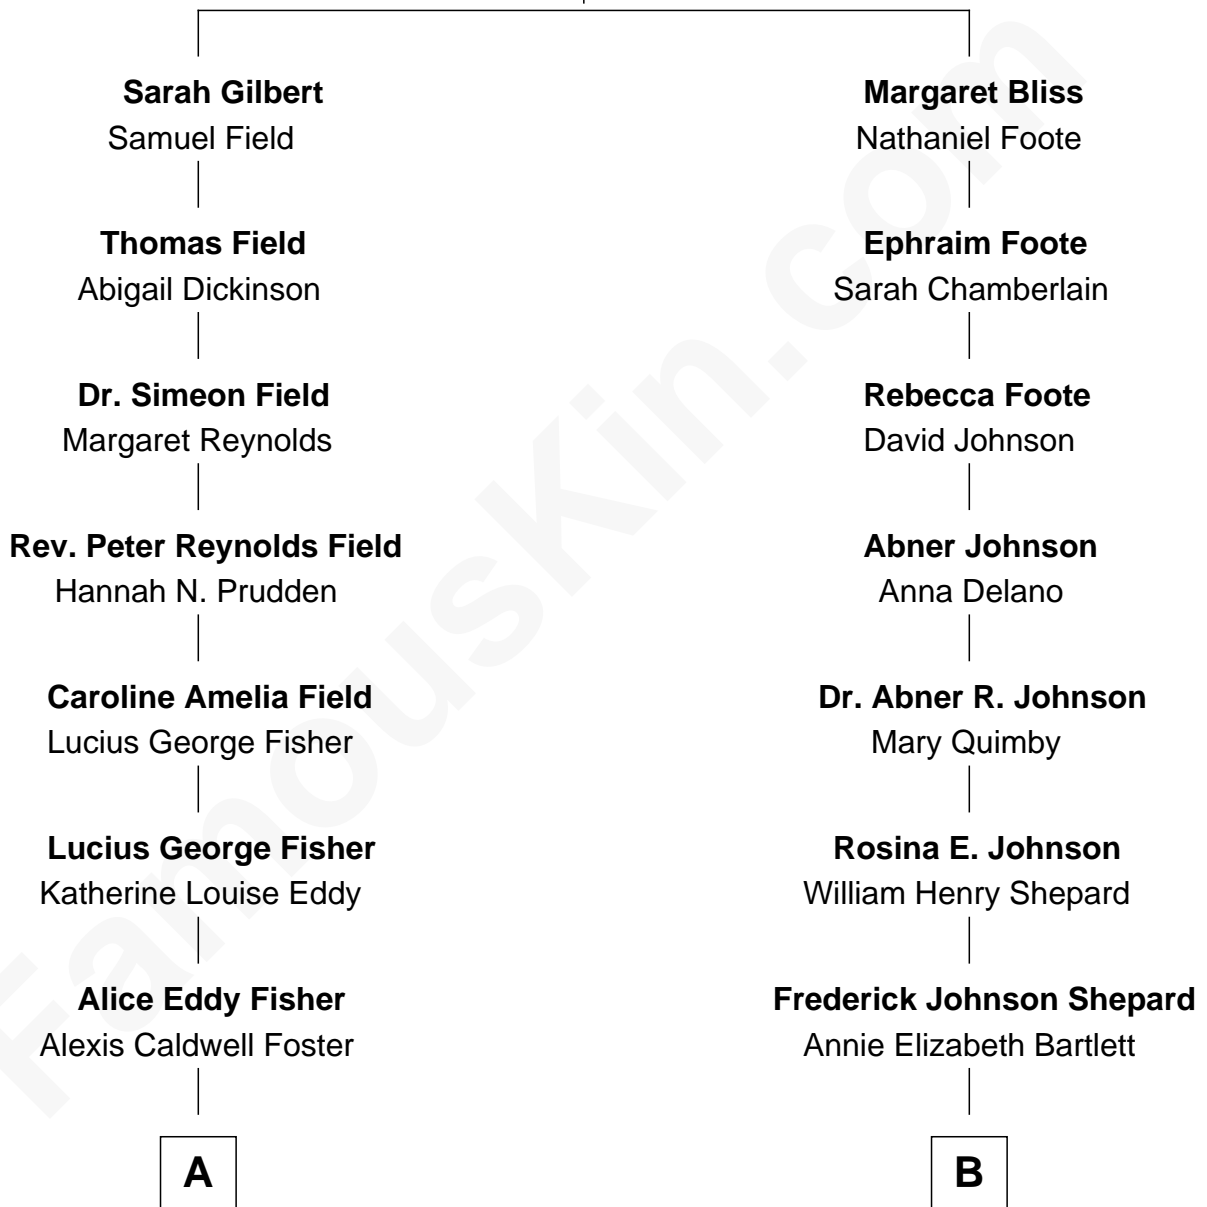 Sarah Gilbert
Samuel Field
Thomas Field
Abigail Dickinson
Dr. Simeon Field
Margaret Reynolds
Rev. Peter Reynolds Field
Hannah N. Prudden
Caroline Amelia Field
Lucius George Fisher
Lucius George Fisher
Katherine Louise Eddy
Alice Eddy Fisher
Alexis Caldwell Foster
A
Margaret Bliss
Nathaniel Foote
Ephraim Foote
Sarah Chamberlain
Rebecca Foote
David Johnson
Abner Johnson
Anna Delano
Dr. Abner R. Johnson
Mary Quimby
Rosina E. Johnson
William Henry Shepard
Frederick Johnson Shepard
Annie Elizabeth Bartlett
B
FamousKin.com